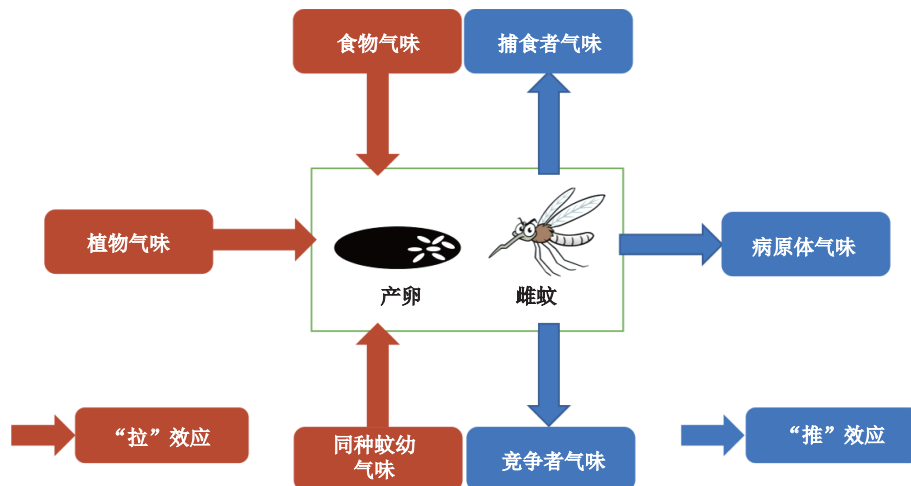 食物气味
捕食者气味
植物气味
病原体气味
产卵
雌蚊
“拉”效应
同种蚊幼
气味
竞争者气味
“推”效应